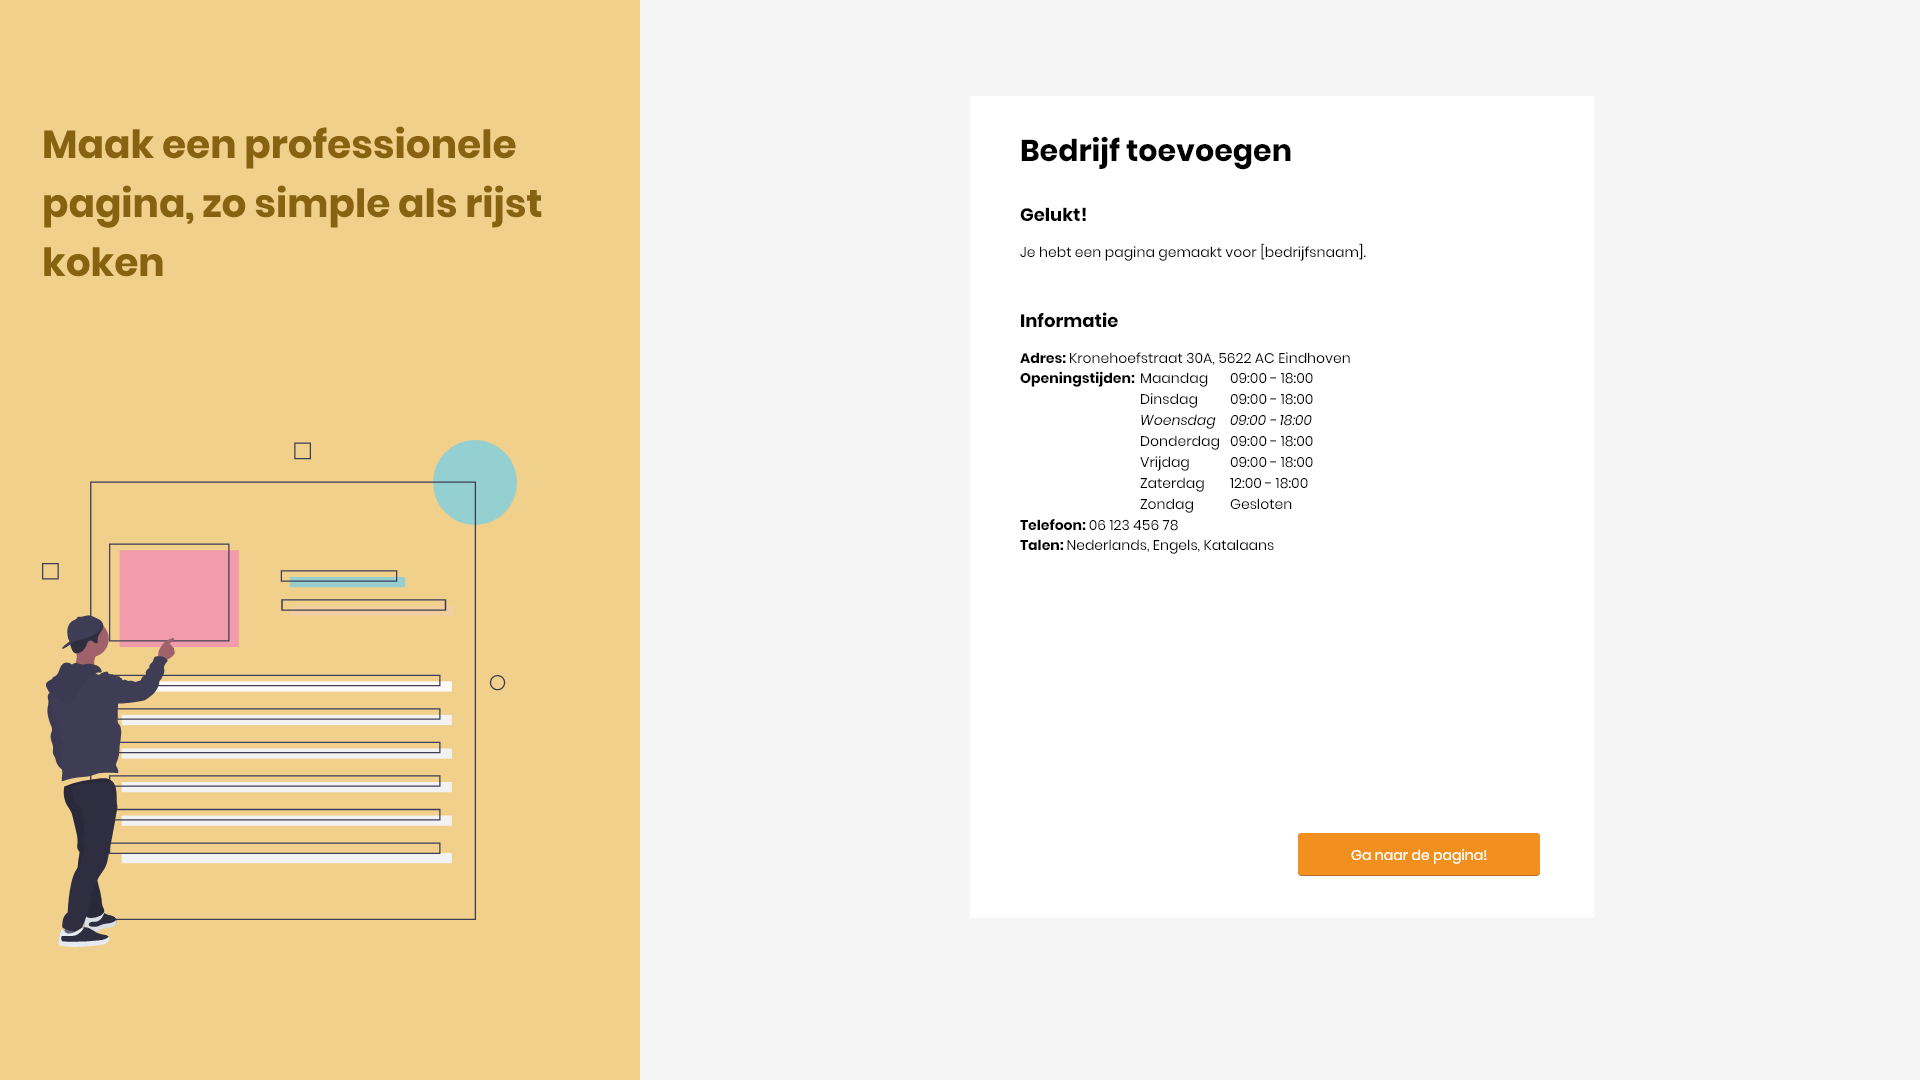 Maak een professionele
pagina, zo simple als rijst
koken
Bedrijf toevoegen
Gelukt!
Je hebt een pagina gemaakt voor [bedrijfsnaam].
Informatie
Adres: Kronehoefstraat 30A, 5622 AC Eindhoven
Openingstijden: Maandag 09:00 - 18:00
Dinsdag 09:00 - 18:00
Woensdag 09:00 - 18:00
Donderdag 09:00 - 18:00
Vrijdag 09:00 - 18:00
Zaterdag 12:00 - 18:00
Zondag Gesloten
Telefoon: 06 123 456 78
Talen: Nederlands, Engels, Katalaans
Ga naar de pagina!